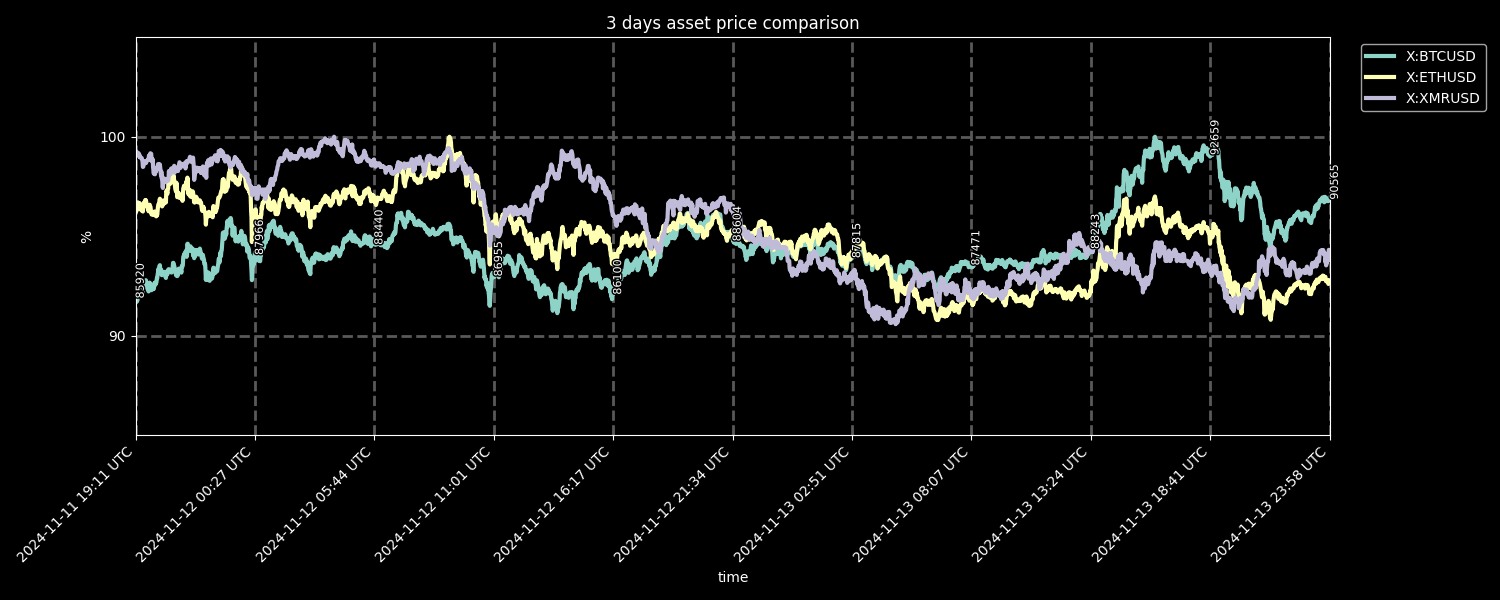 3 days asset price comparison
X:BTCUSD
X:ETHUSD
X:XMRUSD
100
90
%
85920
87966
88440
86955
86100
88604
87815
87471
88243
92659
90565
2024-11-11 19:11 UTC
2024-11-12 00:27 UTC
2024-11-12 05:44 UTC
2024-11-12 11:01 UTC
2024-11-12 16:17 UTC
2024-11-12 21:34 UTC
2024-11-13 02:51 UTC
2024-11-13 08:07 UTC
2024-11-13 13:24 UTC
2024-11-13 18:41 UTC
2024-11-13 23:58 UTC
time